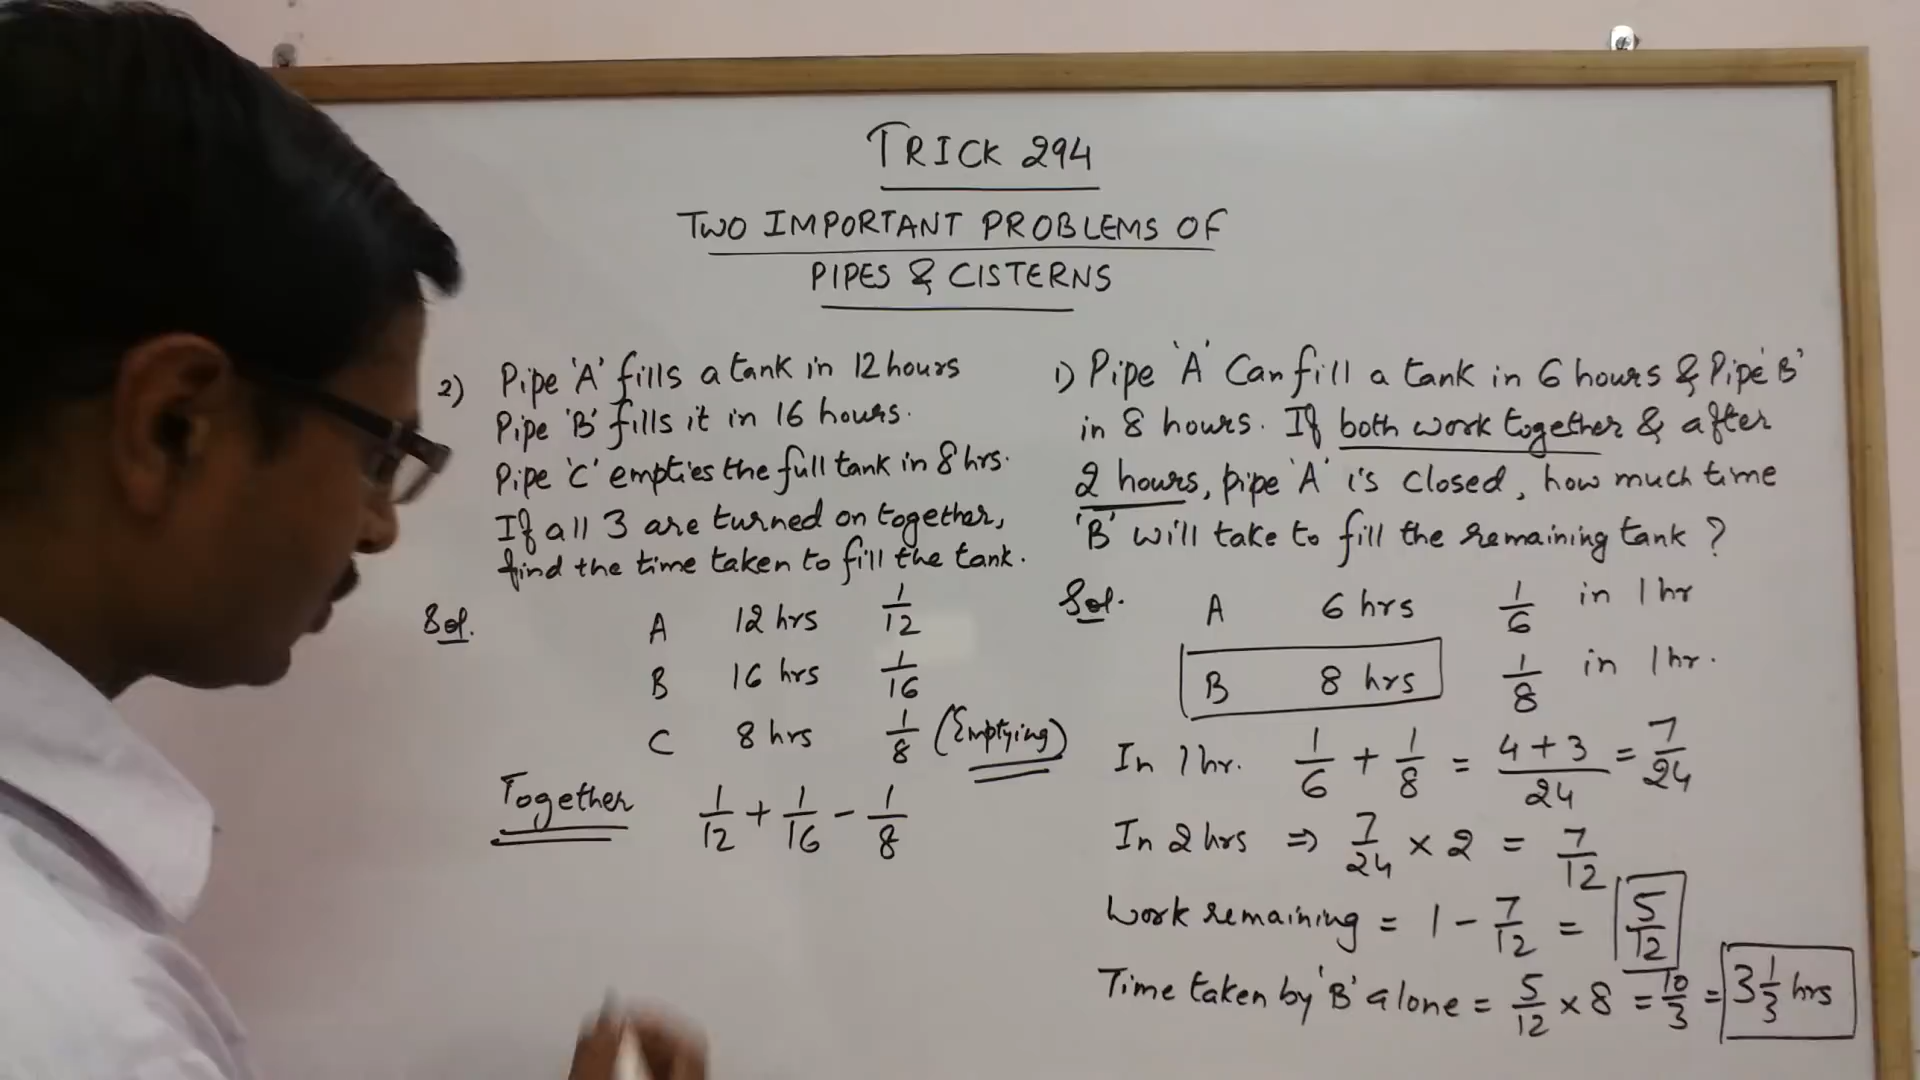 TRICK 294
TWO IMPORTANT PROBLEMS OF
PIPES & CISTERNS
2) Pipe 'A' fills a tank in 12 hours
Pipe 'B' fills it in 16 hours.
Pipe 'C' empties the full tank in 8 hrs.
If all 3 are turned on together,
find the time taken to fill the tank.
Sol.
A 12 hrs 1/12
B 16 hrs 1/16
C 8 hrs 1/8 (Emptying)
Together 1/12 + 1/16 - 1/8
1) Pipe 'A' Can fill a tank in 6 hours & Pipe 'B'
in 8 hours. If both work together & after
2 hours, pipe 'A' is closed, how much time
'B' will take to fill the remaining tank ?
Sol. A 6 hrs 1/6 in 1 hr
B 8 hrs 1/8 in 1 hr.
In 1 hr. 1/6 + 1/8 = 4+3/24 = 7/24
In 2 hrs ⇒ 7/24 × 2 = 7/12
Work remaining = 1 - 7/12 = 5/12
Time taken by 'B' alone = 5/12 × 8 = 10/3 = 3 1/3 hrs